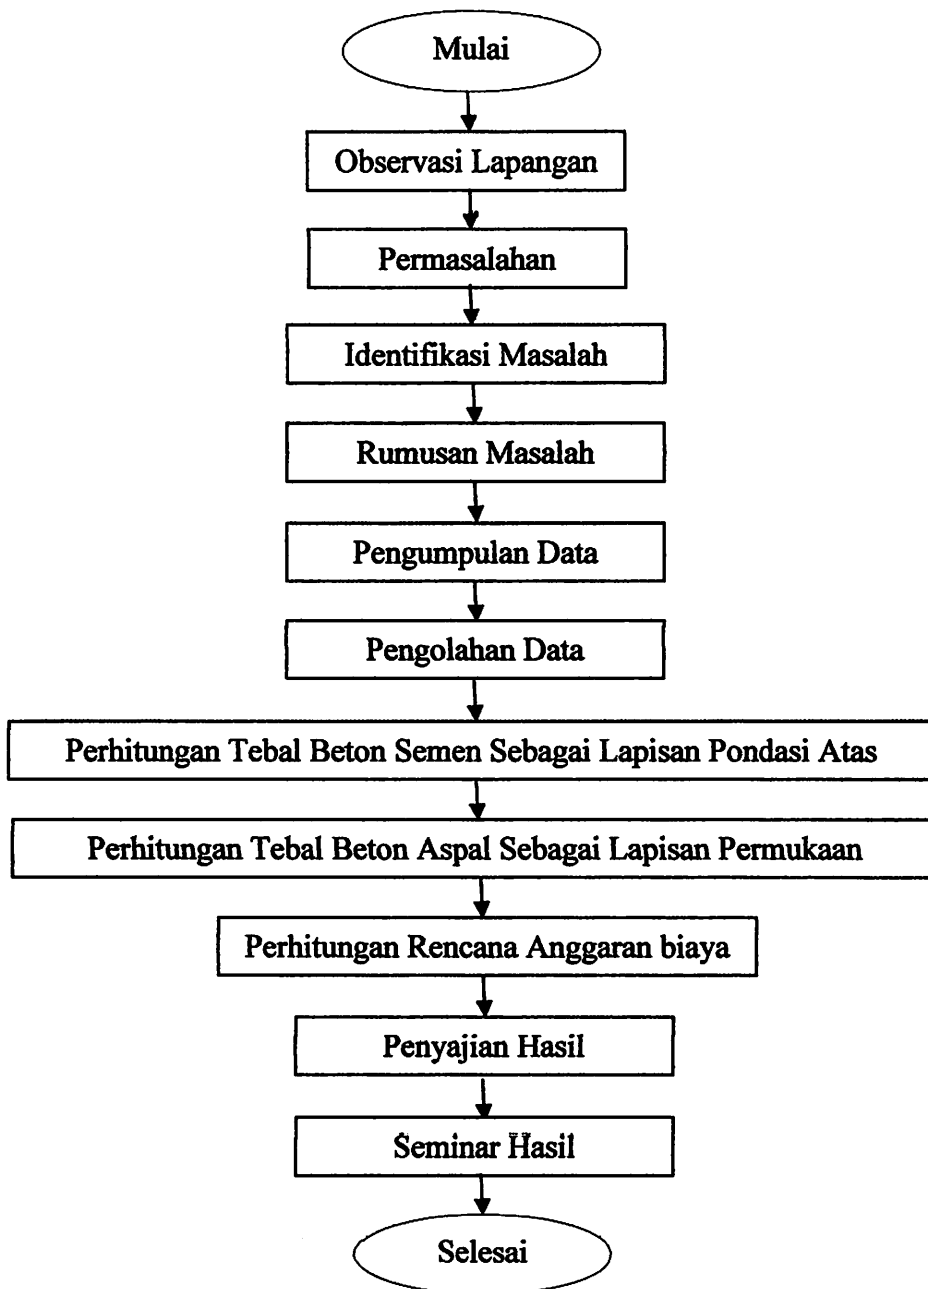 Mulai
Observasi Lapangan
Permasalahan
Identifikasi Masalah
Rumusan Masalah
Pengumpulan Data
Pengolahan Data
Perhitungan Tebal Beton Semen Sebagai Lapisan Pondasi Atas
Perhitungan Tebal Beton Aspal Sebagai Lapisan Permukaan
Perhitungan Rencana Anggaran biaya
Penyajian Hasil
Seminar Hasil
Selesai